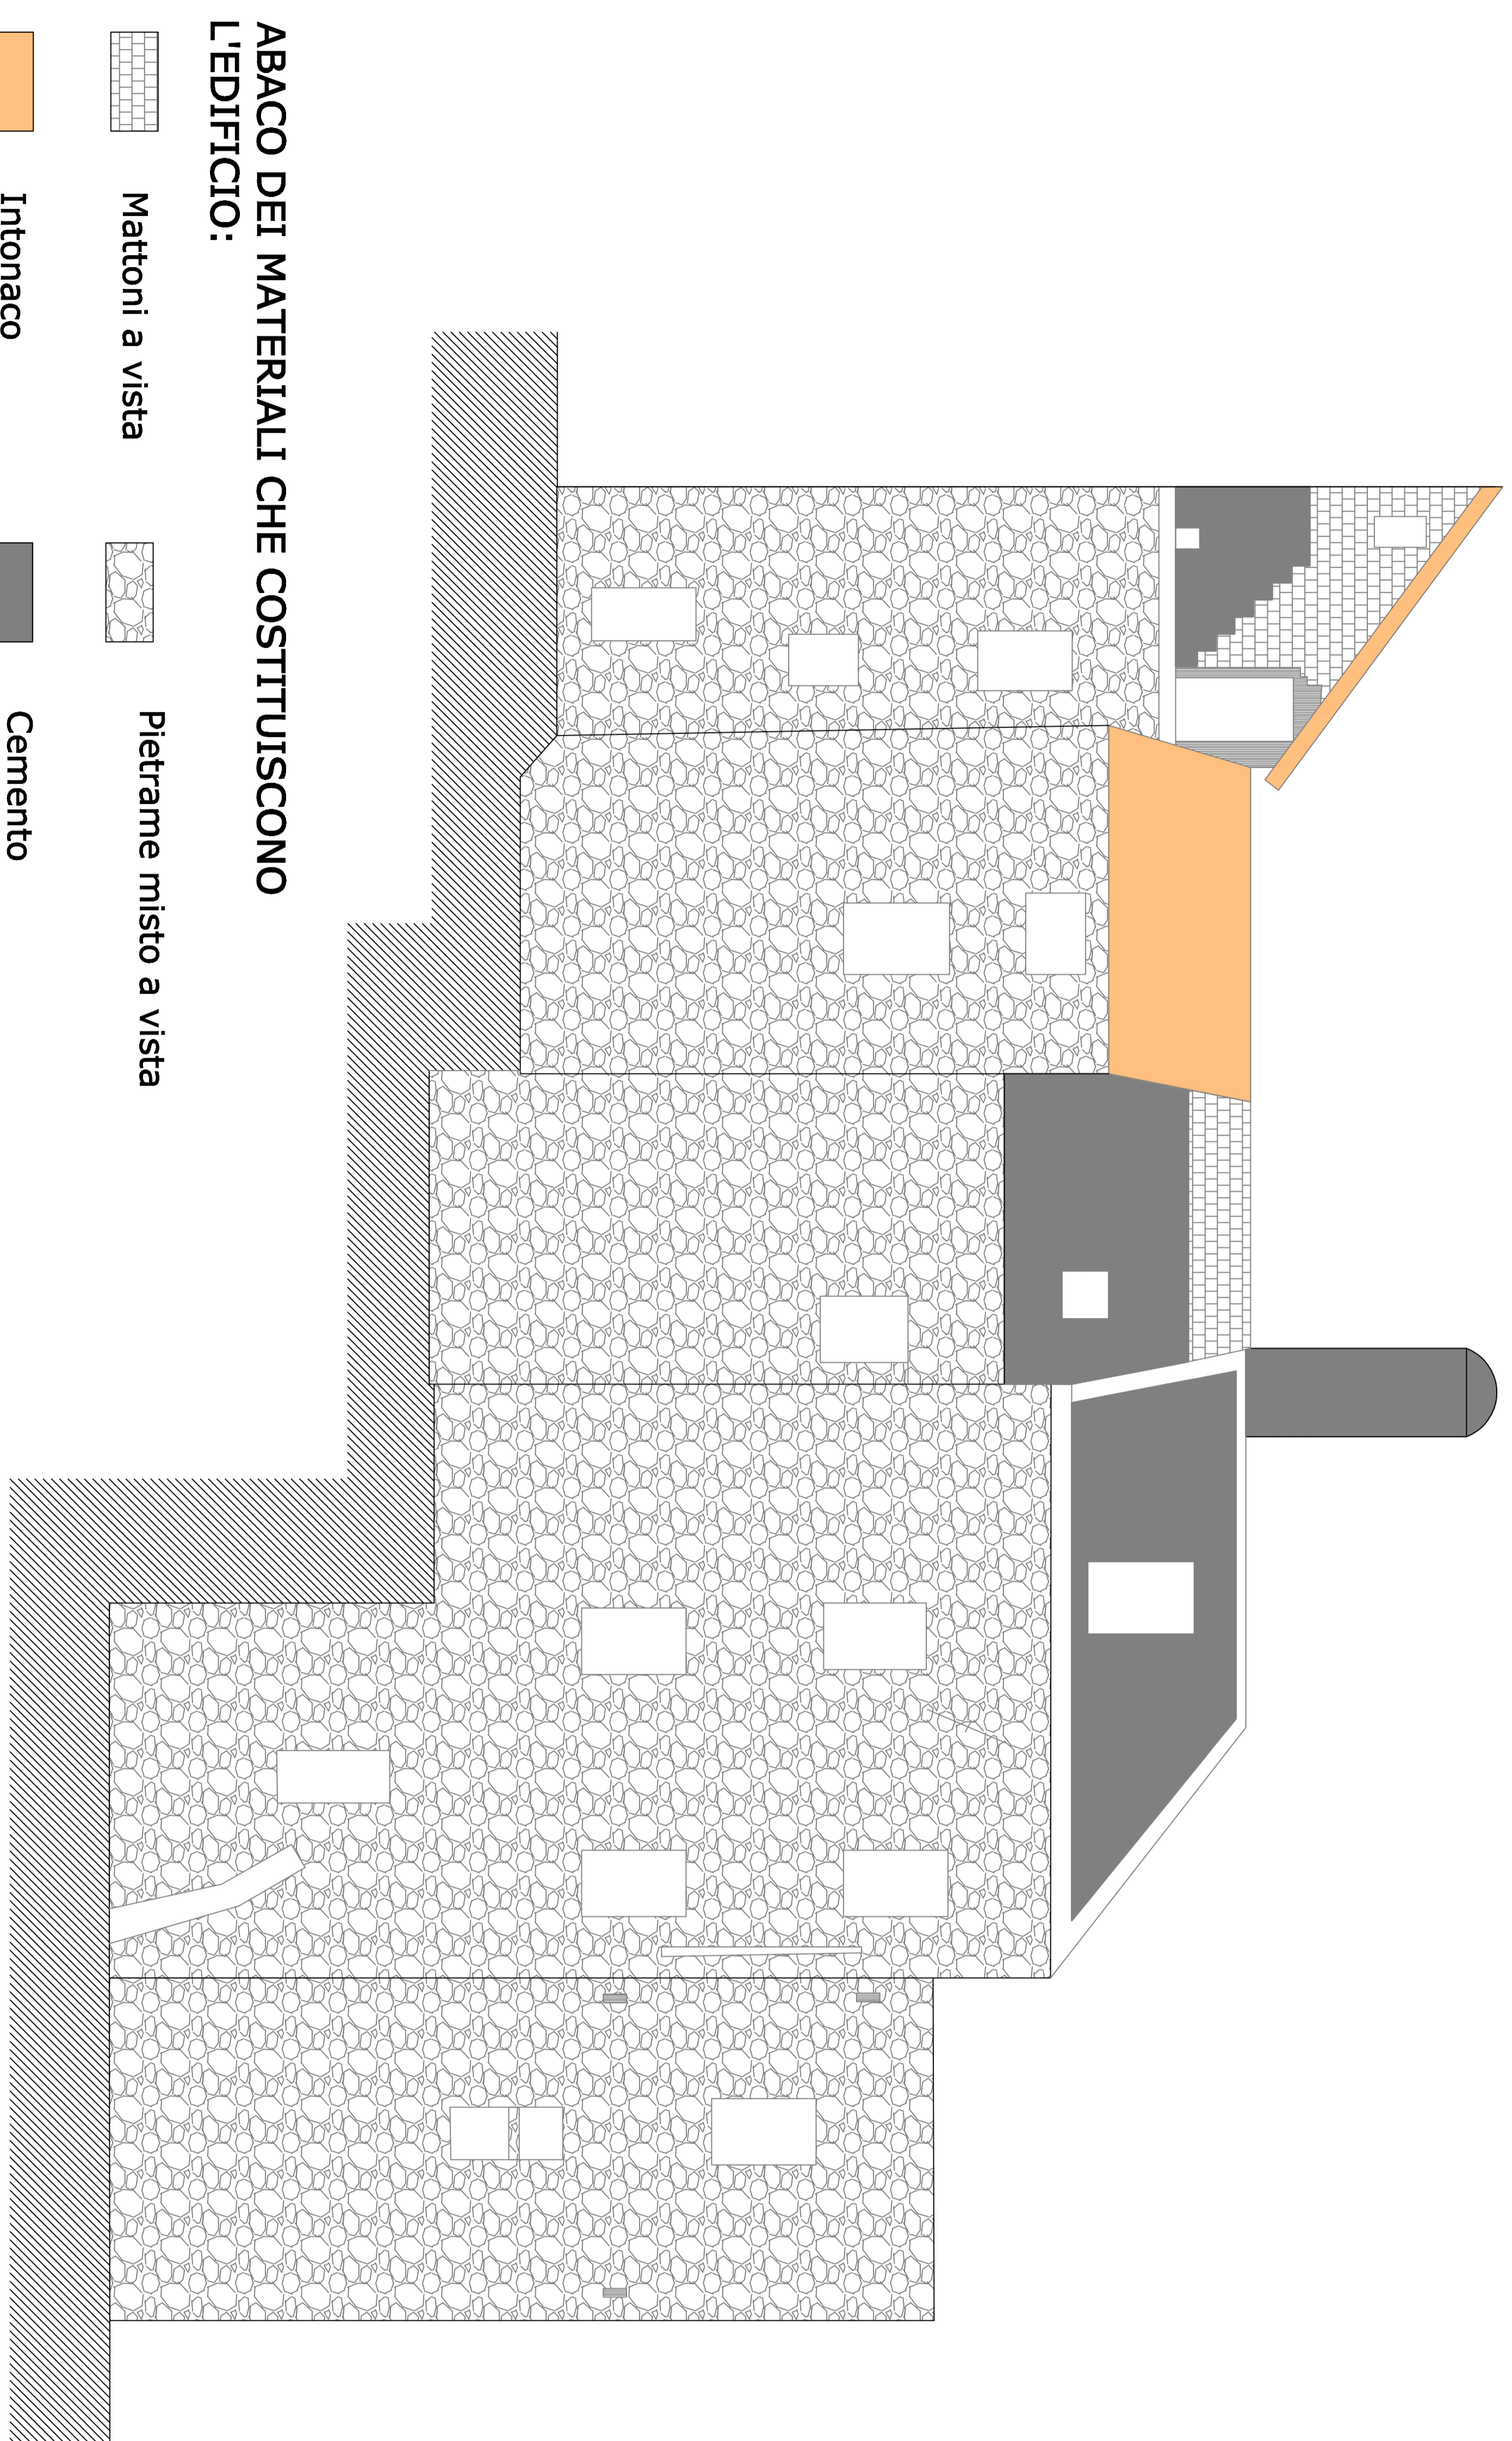 ABACO DEI MATERIALI CHE COSTITUISCONO
L'EDIFICIO:
Mattoni a vista
Pietrame misto a vista
Intonaco
Cemento